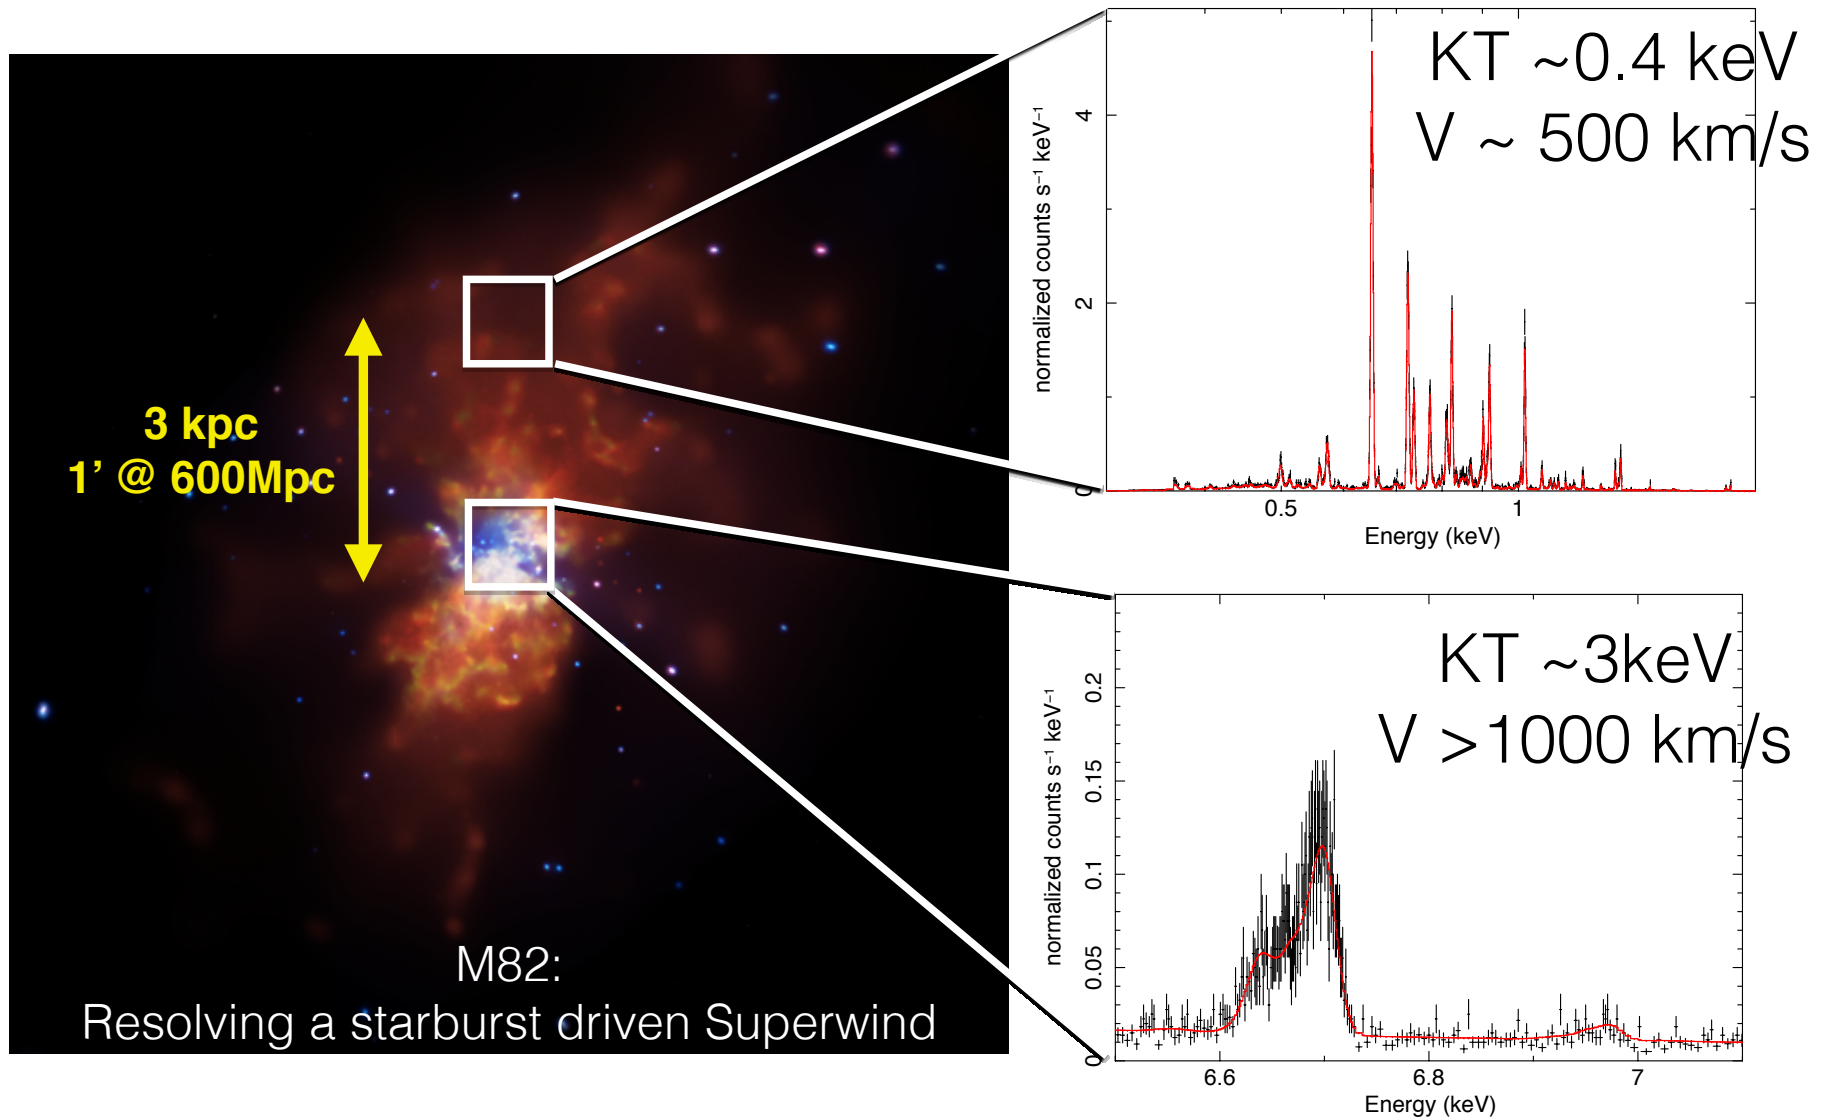 3 kpc
1' @ 600Mpc
M82:
Resolving a starburst driven Superwind
KT ~0.4 keV
V ~ 500 km/s
normalized counts s⁻¹ keV⁻¹
4
2
0
0.5 1
Energy (keV)
KT ~3keV
V >1000 km/s
normalized counts s⁻¹ keV⁻¹
0.2
0.15
0.1
0.05
0
6.6 6.8 7
Energy (keV)